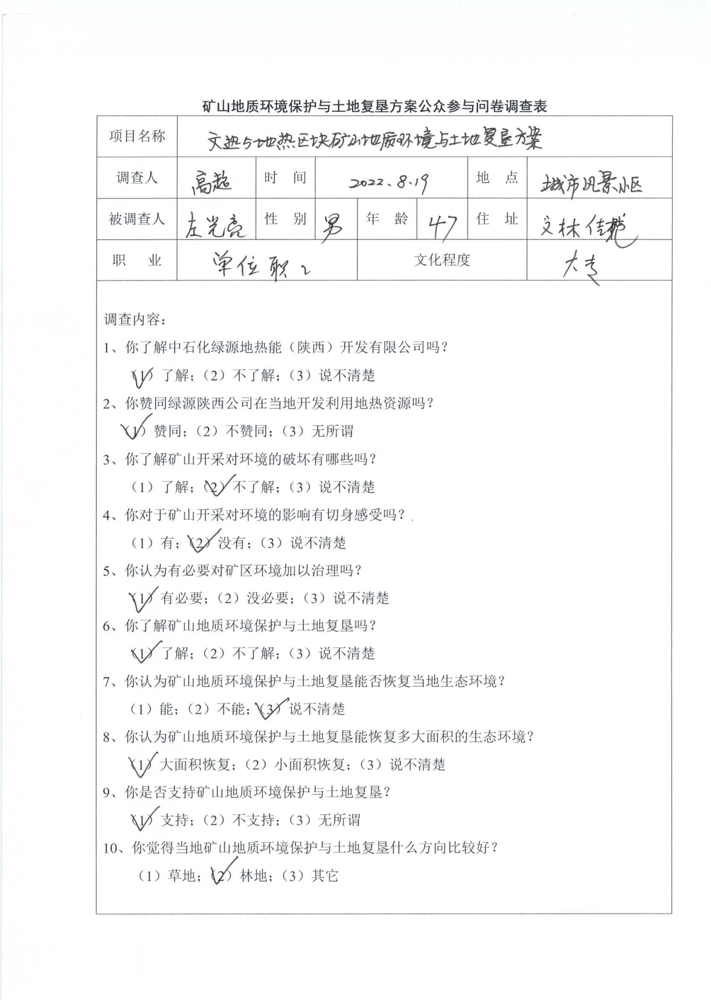 矿山地质环境保护与土地复垦方案公众参与问卷调查表
项目名称 文 地热区块矿山地质环境与土地复垦方案
调查人 高超 时 间 2022、8.19 地 点 城市风景小区
被调查人 左光亮 性 别 男 年 龄 47 住 址 文林佳苑
职 业 单位职工 文化程度 大专
调查内容：
1、你了解中石化绿源地热能（陕西）开发有限公司吗？
（1）了解；（2）不了解；（3）说不清楚
2、你赞同绿源陕西公司在当地开发利用地热资源吗？
（1）赞同；（2）不赞同；（3）无所谓
3、你了解矿山开采对环境的破坏有哪些吗？
（1）了解；（2）不了解；（3）说不清楚
4、你对于矿山开采对环境的影响有切身感受吗？
（1）有；（2）没有；（3）说不清楚
5、你认为有必要对矿区环境加以治理吗？
（1）有必要；（2）没必要；（3）说不清楚
6、你了解矿山地质环境保护与土地复垦吗？
（1）了解；（2）不了解；（3）说不清楚
7、你认为矿山地质环境保护与土地复垦能否恢复当地生态环境？
（1）能；（2）不能；（3）说不清楚
8、你认为矿山地质环境保护与土地复垦能恢复多大面积的生态环境？
（1）大面积恢复；（2）小面积恢复；（3）说不清楚
9、你是否支持矿山地质环境保护与土地复垦？
（1）支持；（2）不支持；（3）无所谓
10、你觉得当地矿山地质环境保护与土地复垦什么方向比较好？
（1）草地；（2）林地；（3）其它